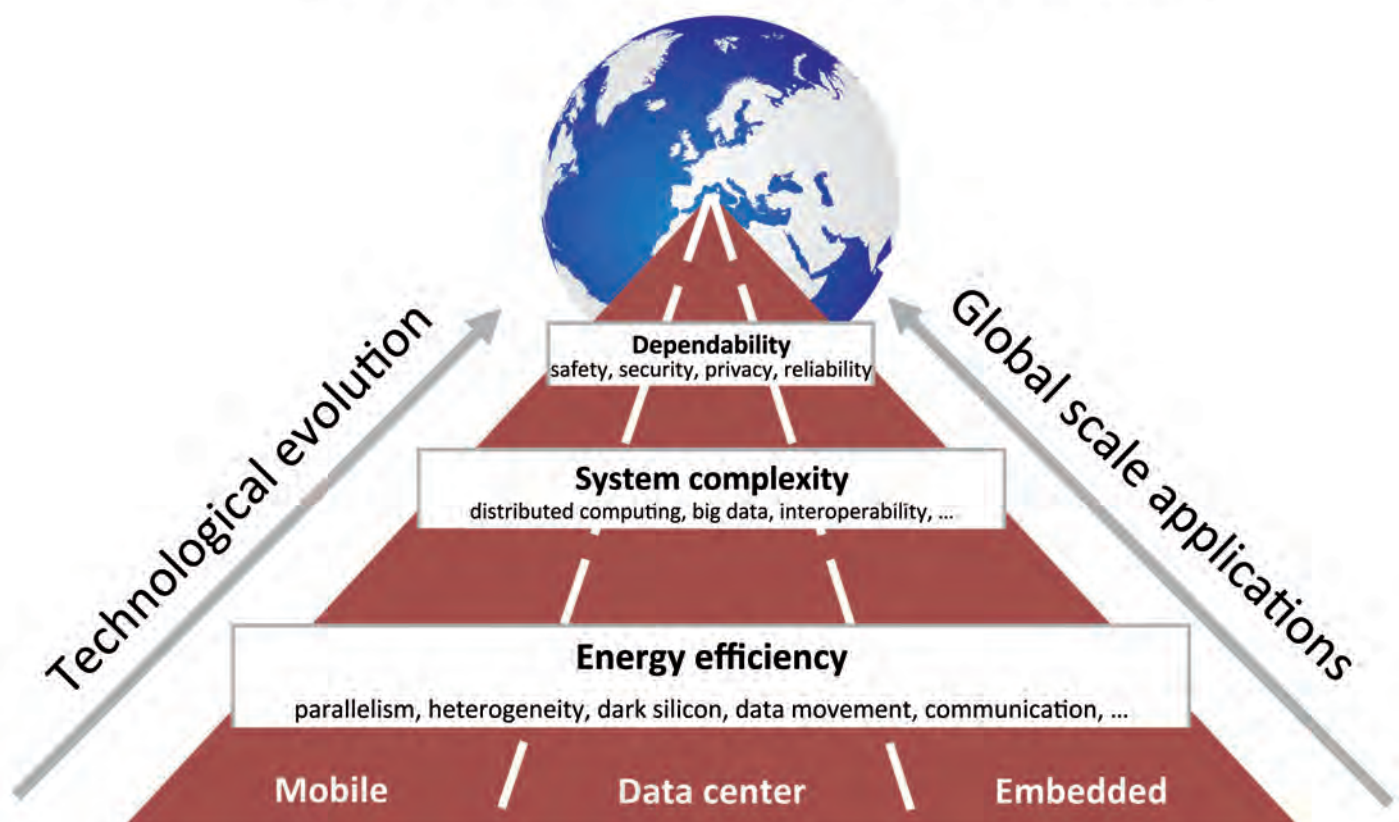 Technological evolution
Global scale applications
Dependability
safety, security, privacy, reliability
System complexity
distributed computing, big data, interoperability, ...
Energy efficiency
parallelism, heterogeneity, dark silicon, data movement, communication, ...
Mobile
Data center
Embedded